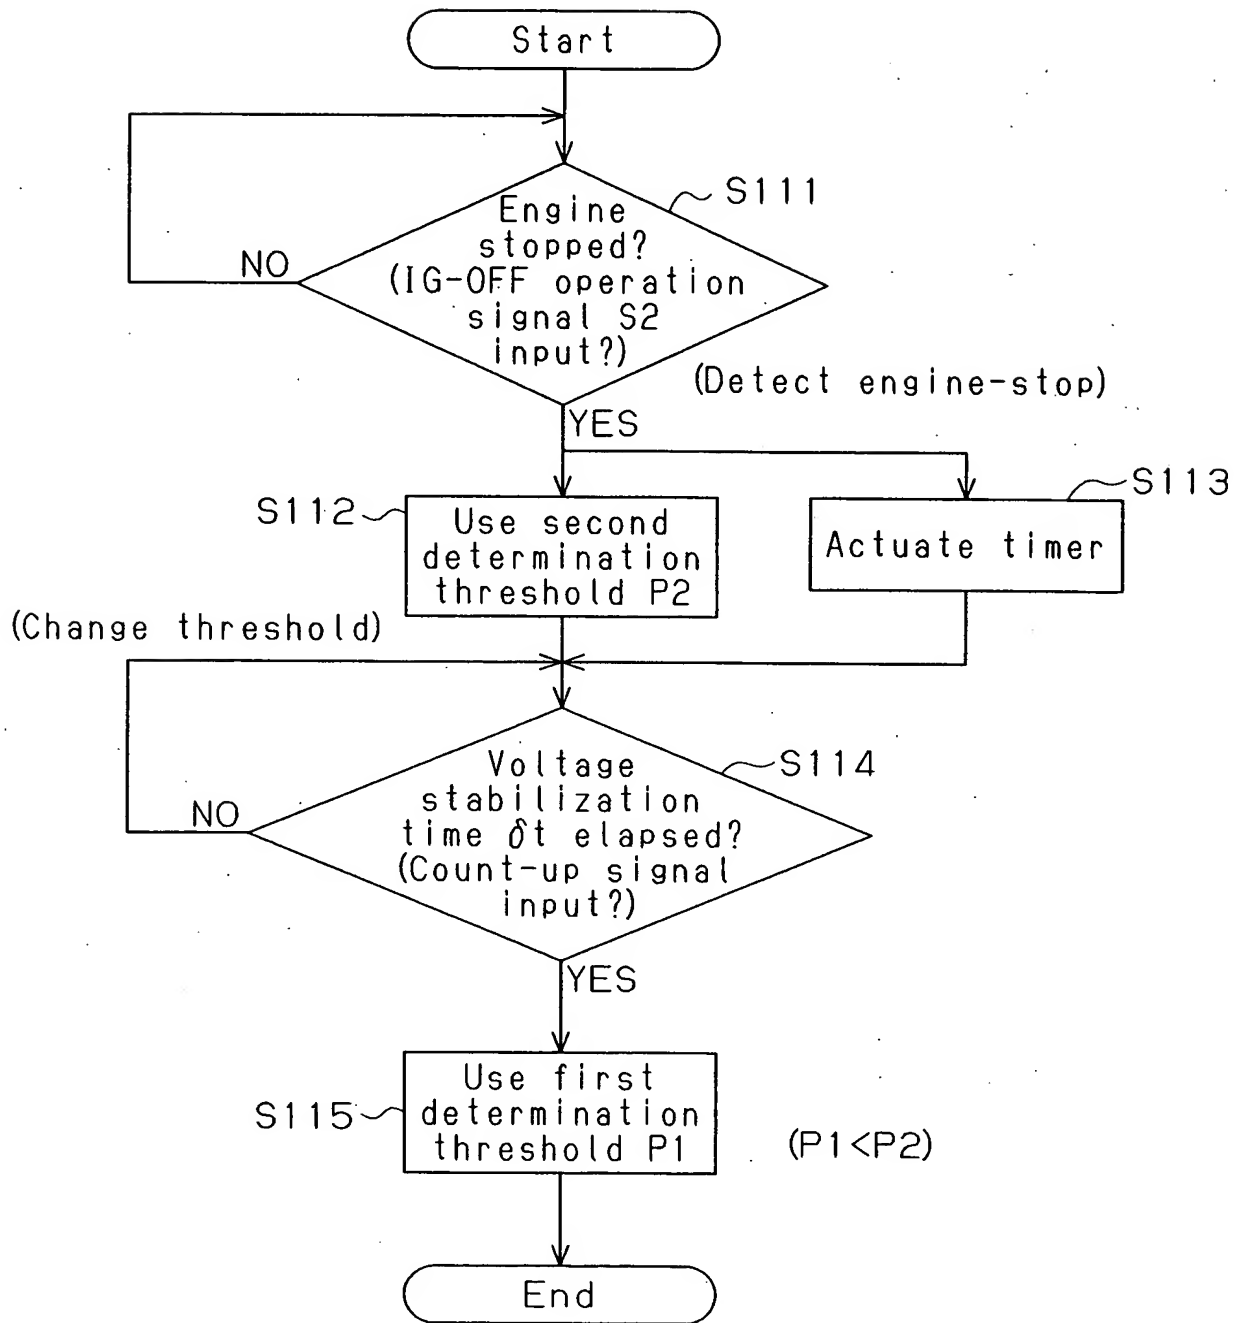 Start
S111
Engine
stopped?
(IG-OFF operation
signal S2
input?)
NO
(Detect engine-stop)
YES
S112
Use second
determination
threshold P2
S113
Actuate timer
(Change threshold)
S114
Voltage
stabilization
time δt elapsed?
(Count-up signal
input?)
NO
YES
S115
Use first
determination
threshold P1
(P1<P2)
End